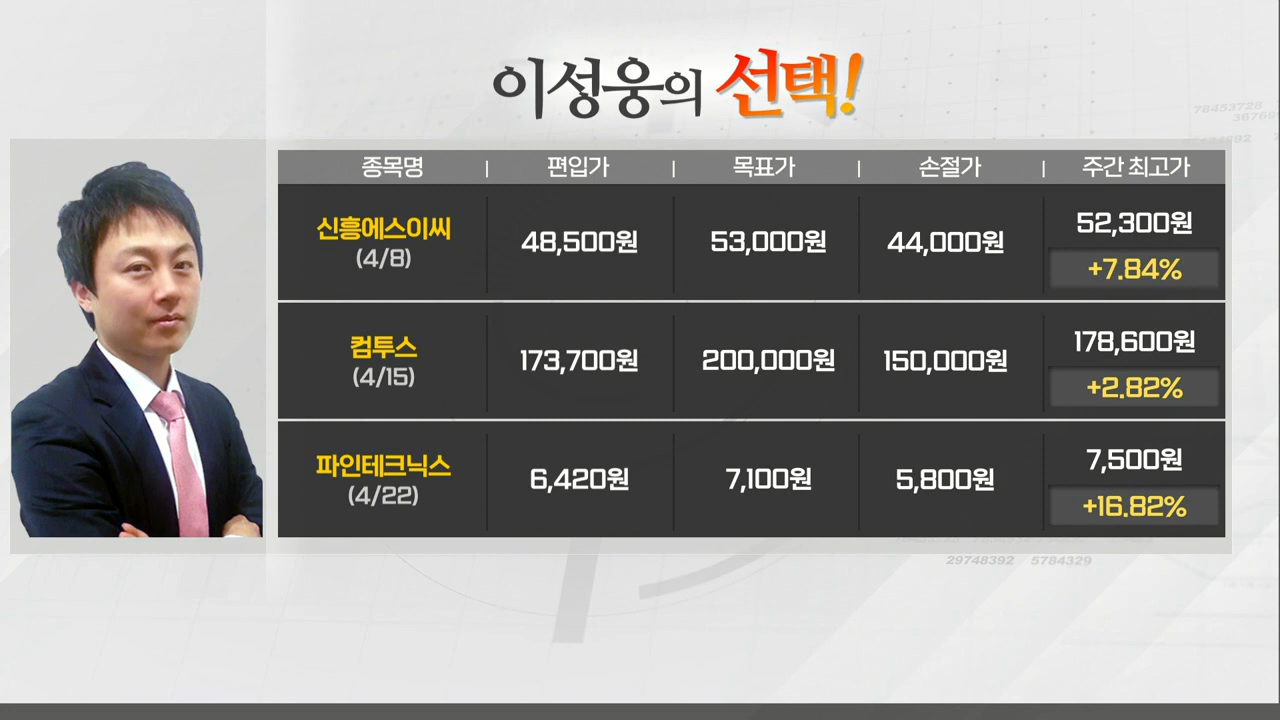 이성웅의 선택!
종목명 | 편입가 | 목표가 | 손절가 | 주간 최고가
신흥에스이씨 (4/8) 48,500원 53,000원 44,000원 52,300원 +7.84%
컴투스 (4/15) 173,700원 200,000원 150,000원 178,600원 +2.82%
파인테크닉스 (4/22) 6,420원 7,100원 5,800원 7,500원 +16.82%
78453728
29748392 5784329